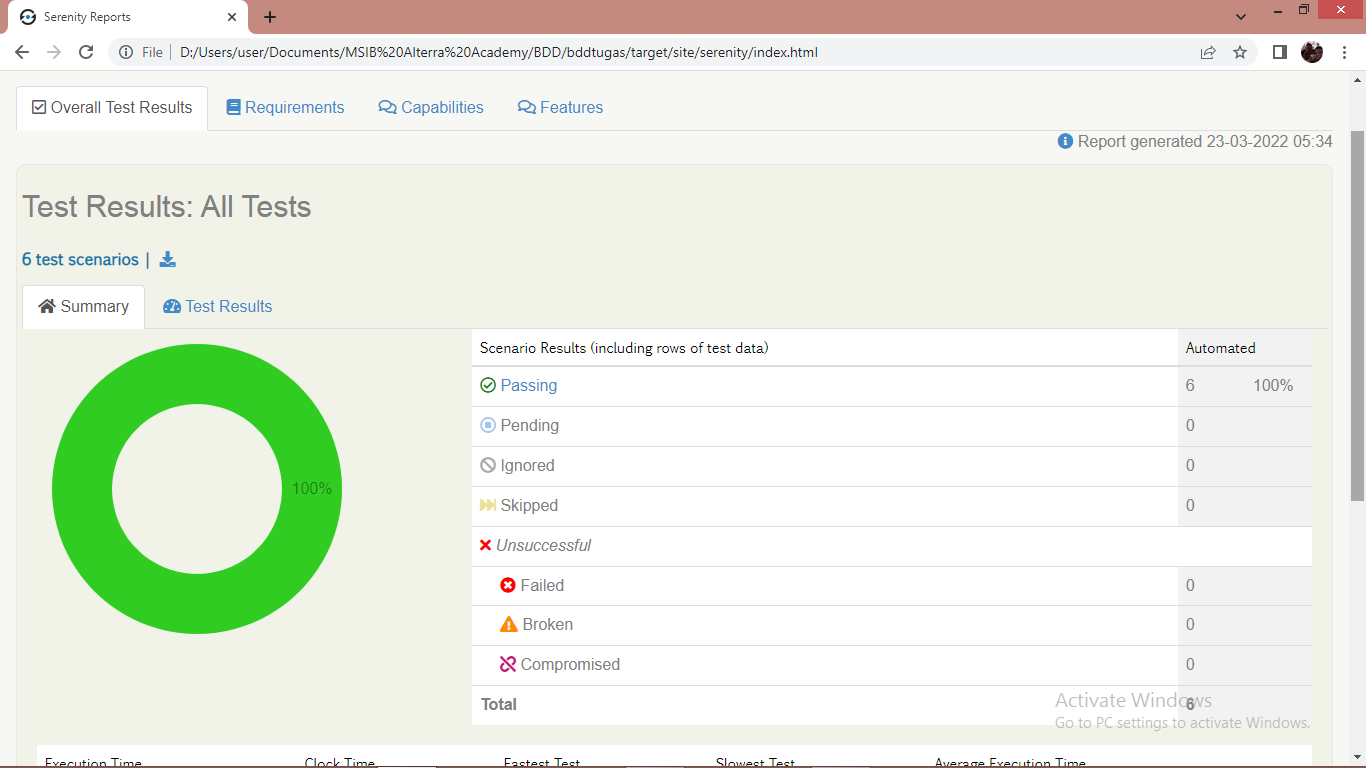 Serenity Reports
File D:/Users/user/Documents/MSIB%20Alterra%20Academy/BDD/bddtugas/target/site/serenity/index.html
Overall Test Results Requirements Capabilities Features
Report generated 23-03-2022 05:34
Test Results: All Tests
6 test scenarios |
Summary Test Results
Scenario Results (including rows of test data) Automated
100%
Passing 6 100%
Pending 0
Ignored 0
Skipped 0
Unsuccessful
Failed 0
Broken 0
Compromised 0
Total 6
Activate Windows
Go to PC settings to activate Windows.
Execution Time Clock Time Fastest Test Slowest Test Average Execution Time